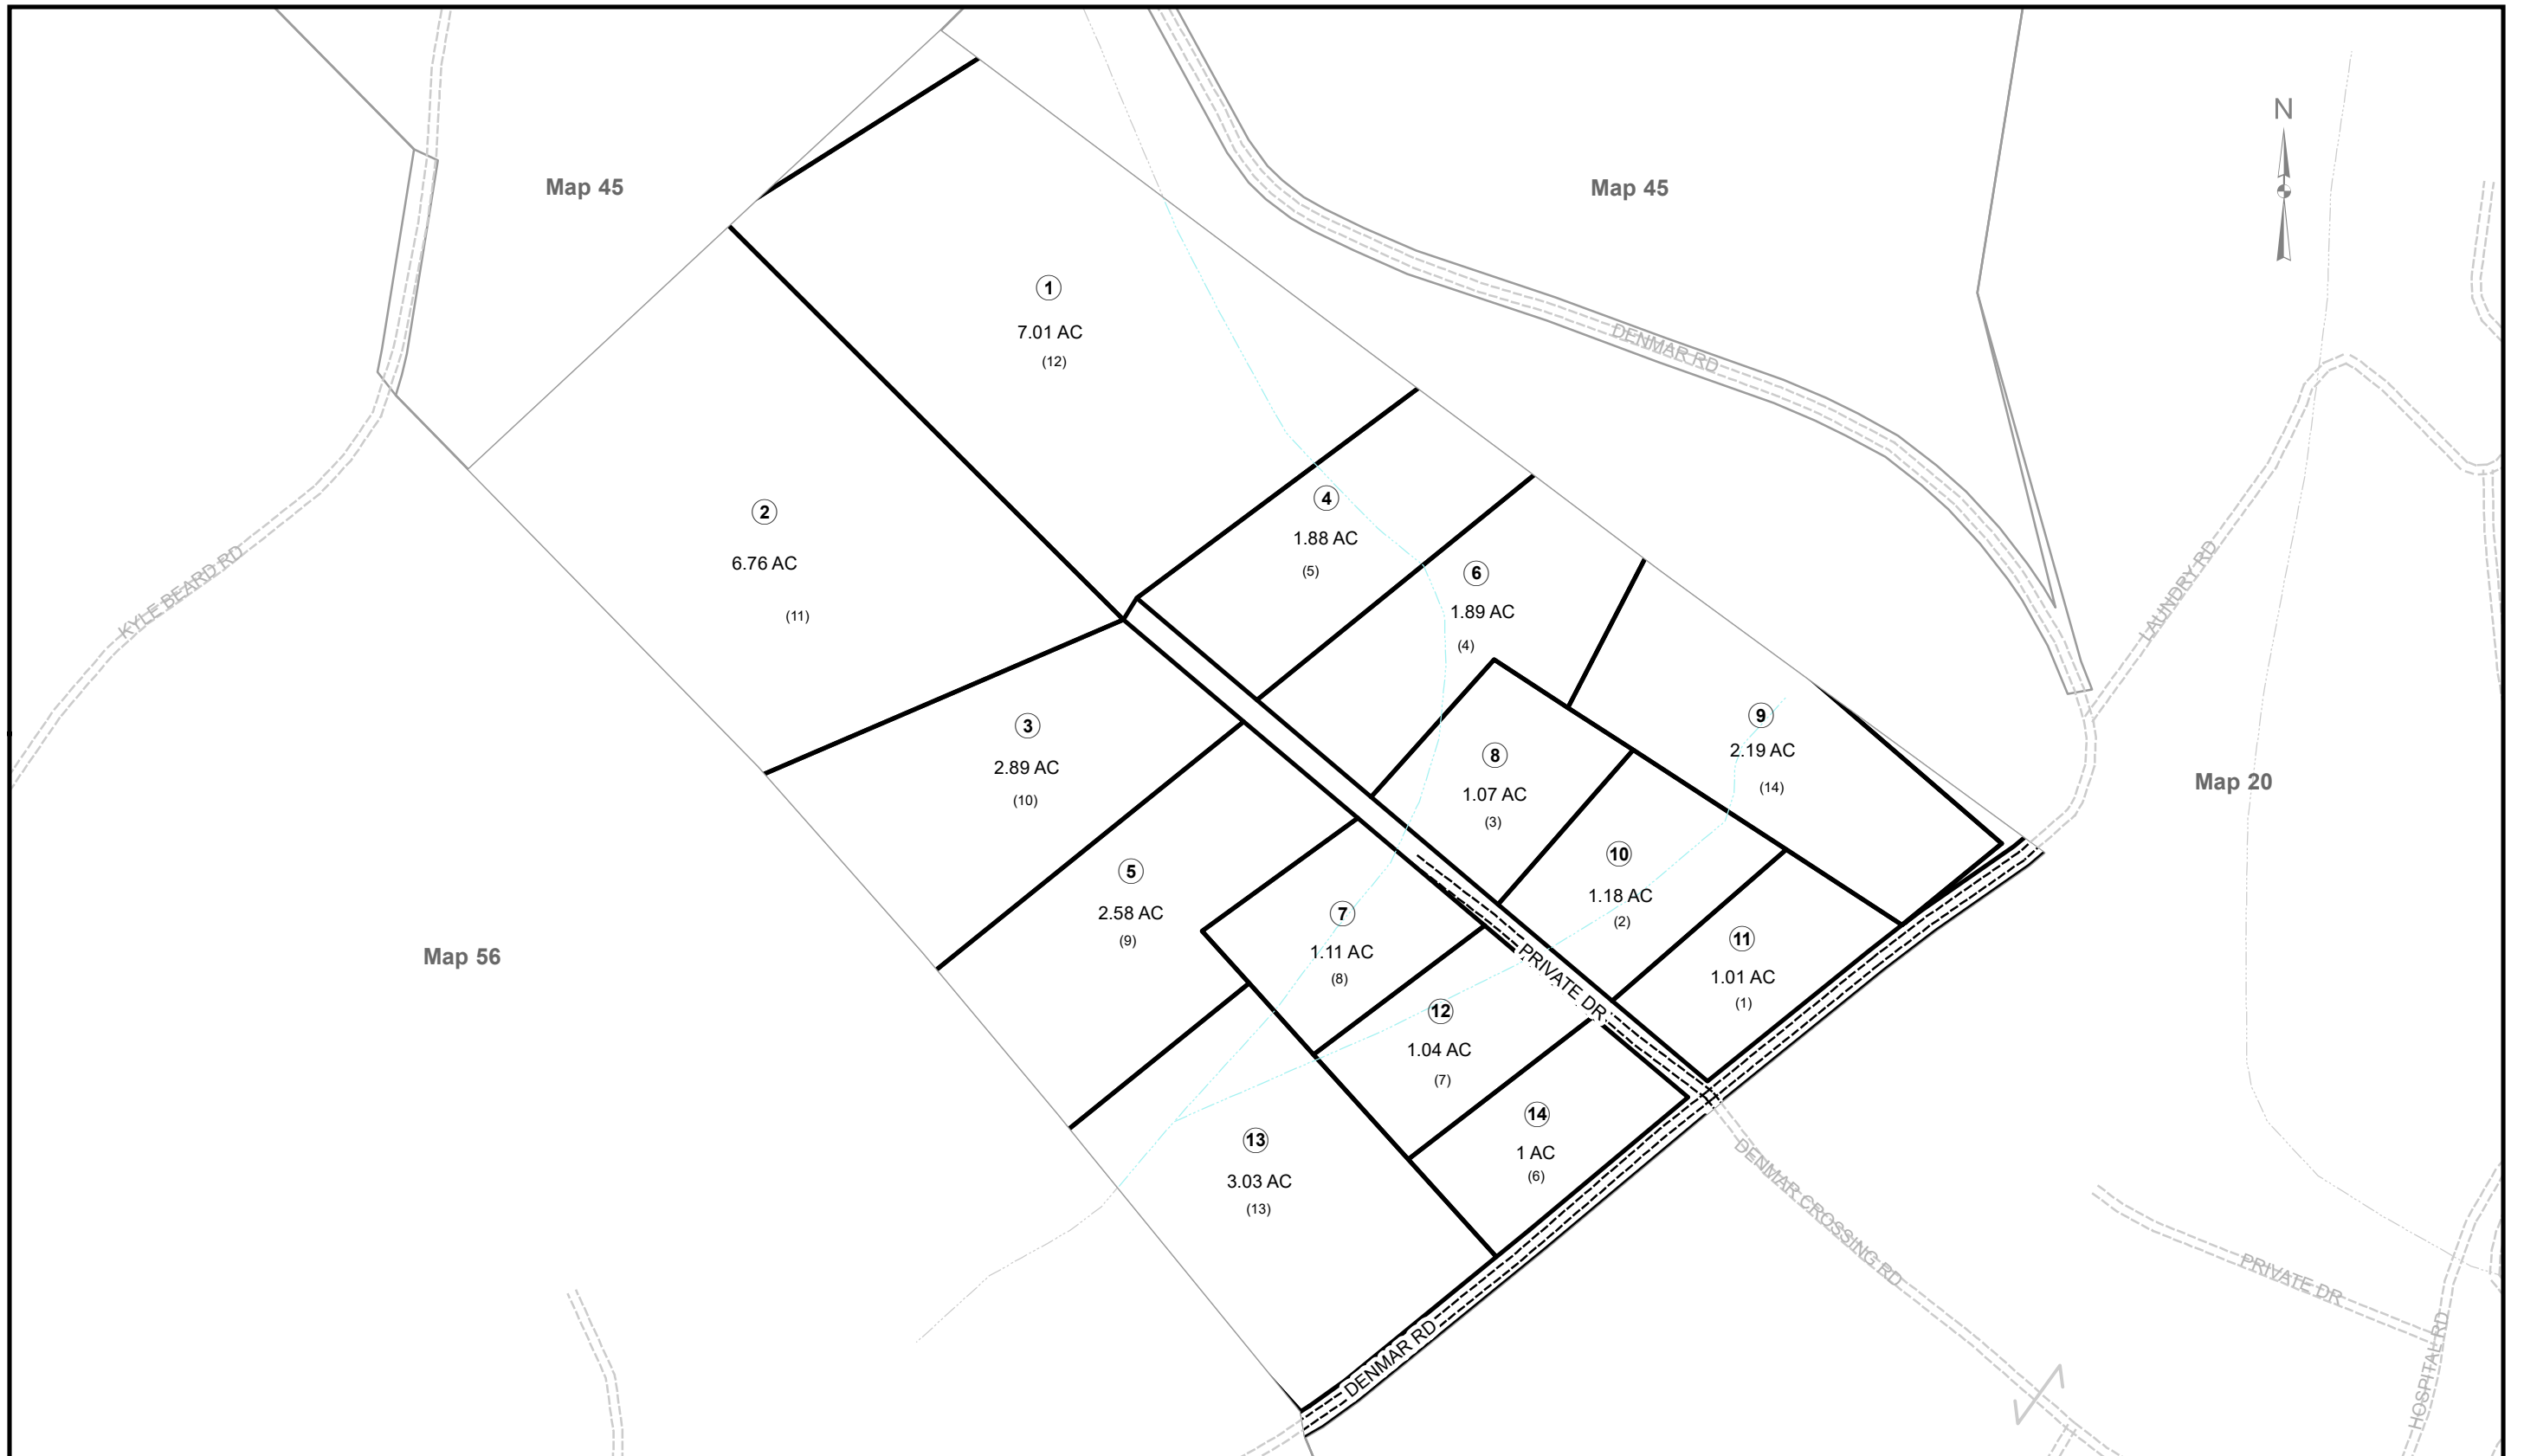 N
Map 45
Map 45
1
7.01 AC
(12)
DENMAR RD
2
6.76 AC
(11)
4
1.88 AC
(5)
6
1.89 AC
(4)
KYLE BEARD RD
LAUNDRY RD
3
2.89 AC
(10)
8
1.07 AC
(3)
9
2.19 AC
(14)
Map 20
5
2.58 AC
(9)
10
1.18 AC
(2)
7
1.11 AC
(8)
11
1.01 AC
(1)
Map 56
PRIVATE DR
12
1.04 AC
(7)
14
1 AC
(6)
13
3.03 AC
(13)
DENMAR CROSSING RD
PRIVATE DR
DENMAR RD
HOSPITAL RD